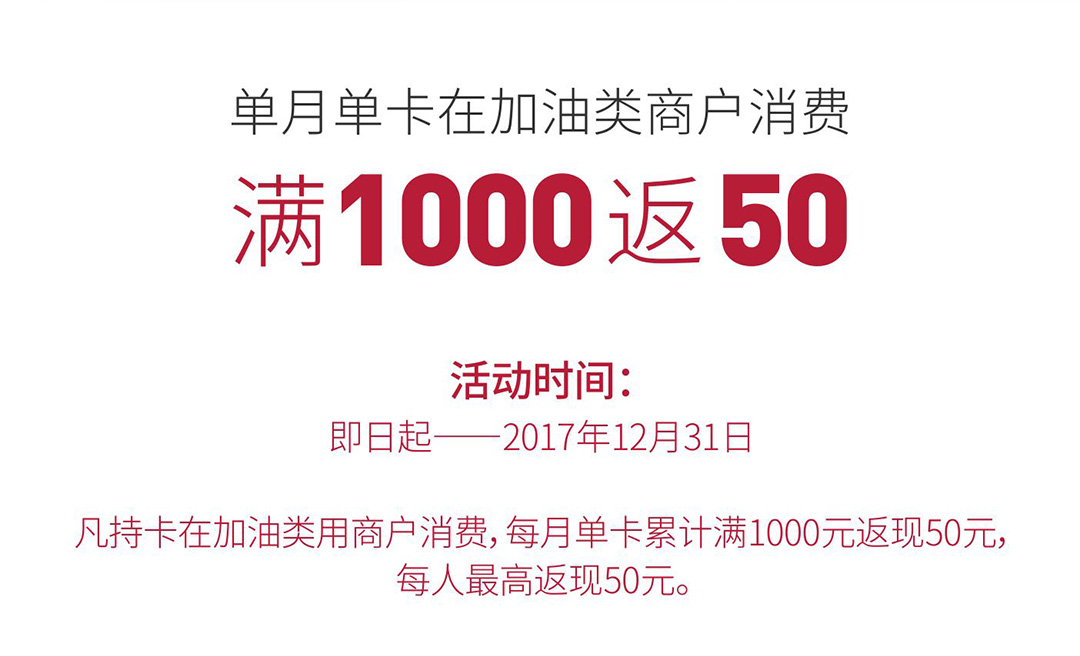 单月单卡在加油类商户消费
满1000返50
活动时间：
即日起——2017年12月31日
凡持卡在加油类用商户消费，每月单卡累计满1000元返现50元，
每人最高返现50元。